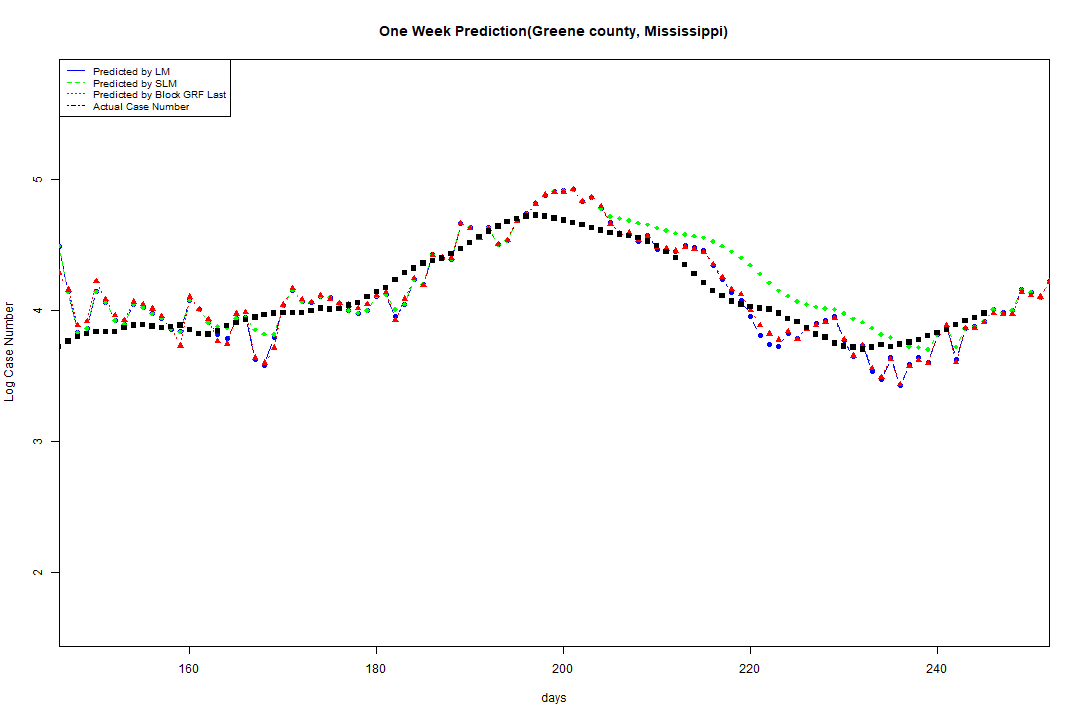 One Week Prediction(Greene county, Mississippi)
Predicted by LM
Predicted by SLM
Predicted by Block GRF Last
Actual Case Number
5
4
3
2
Log Case Number
160 180 200 220 240
days